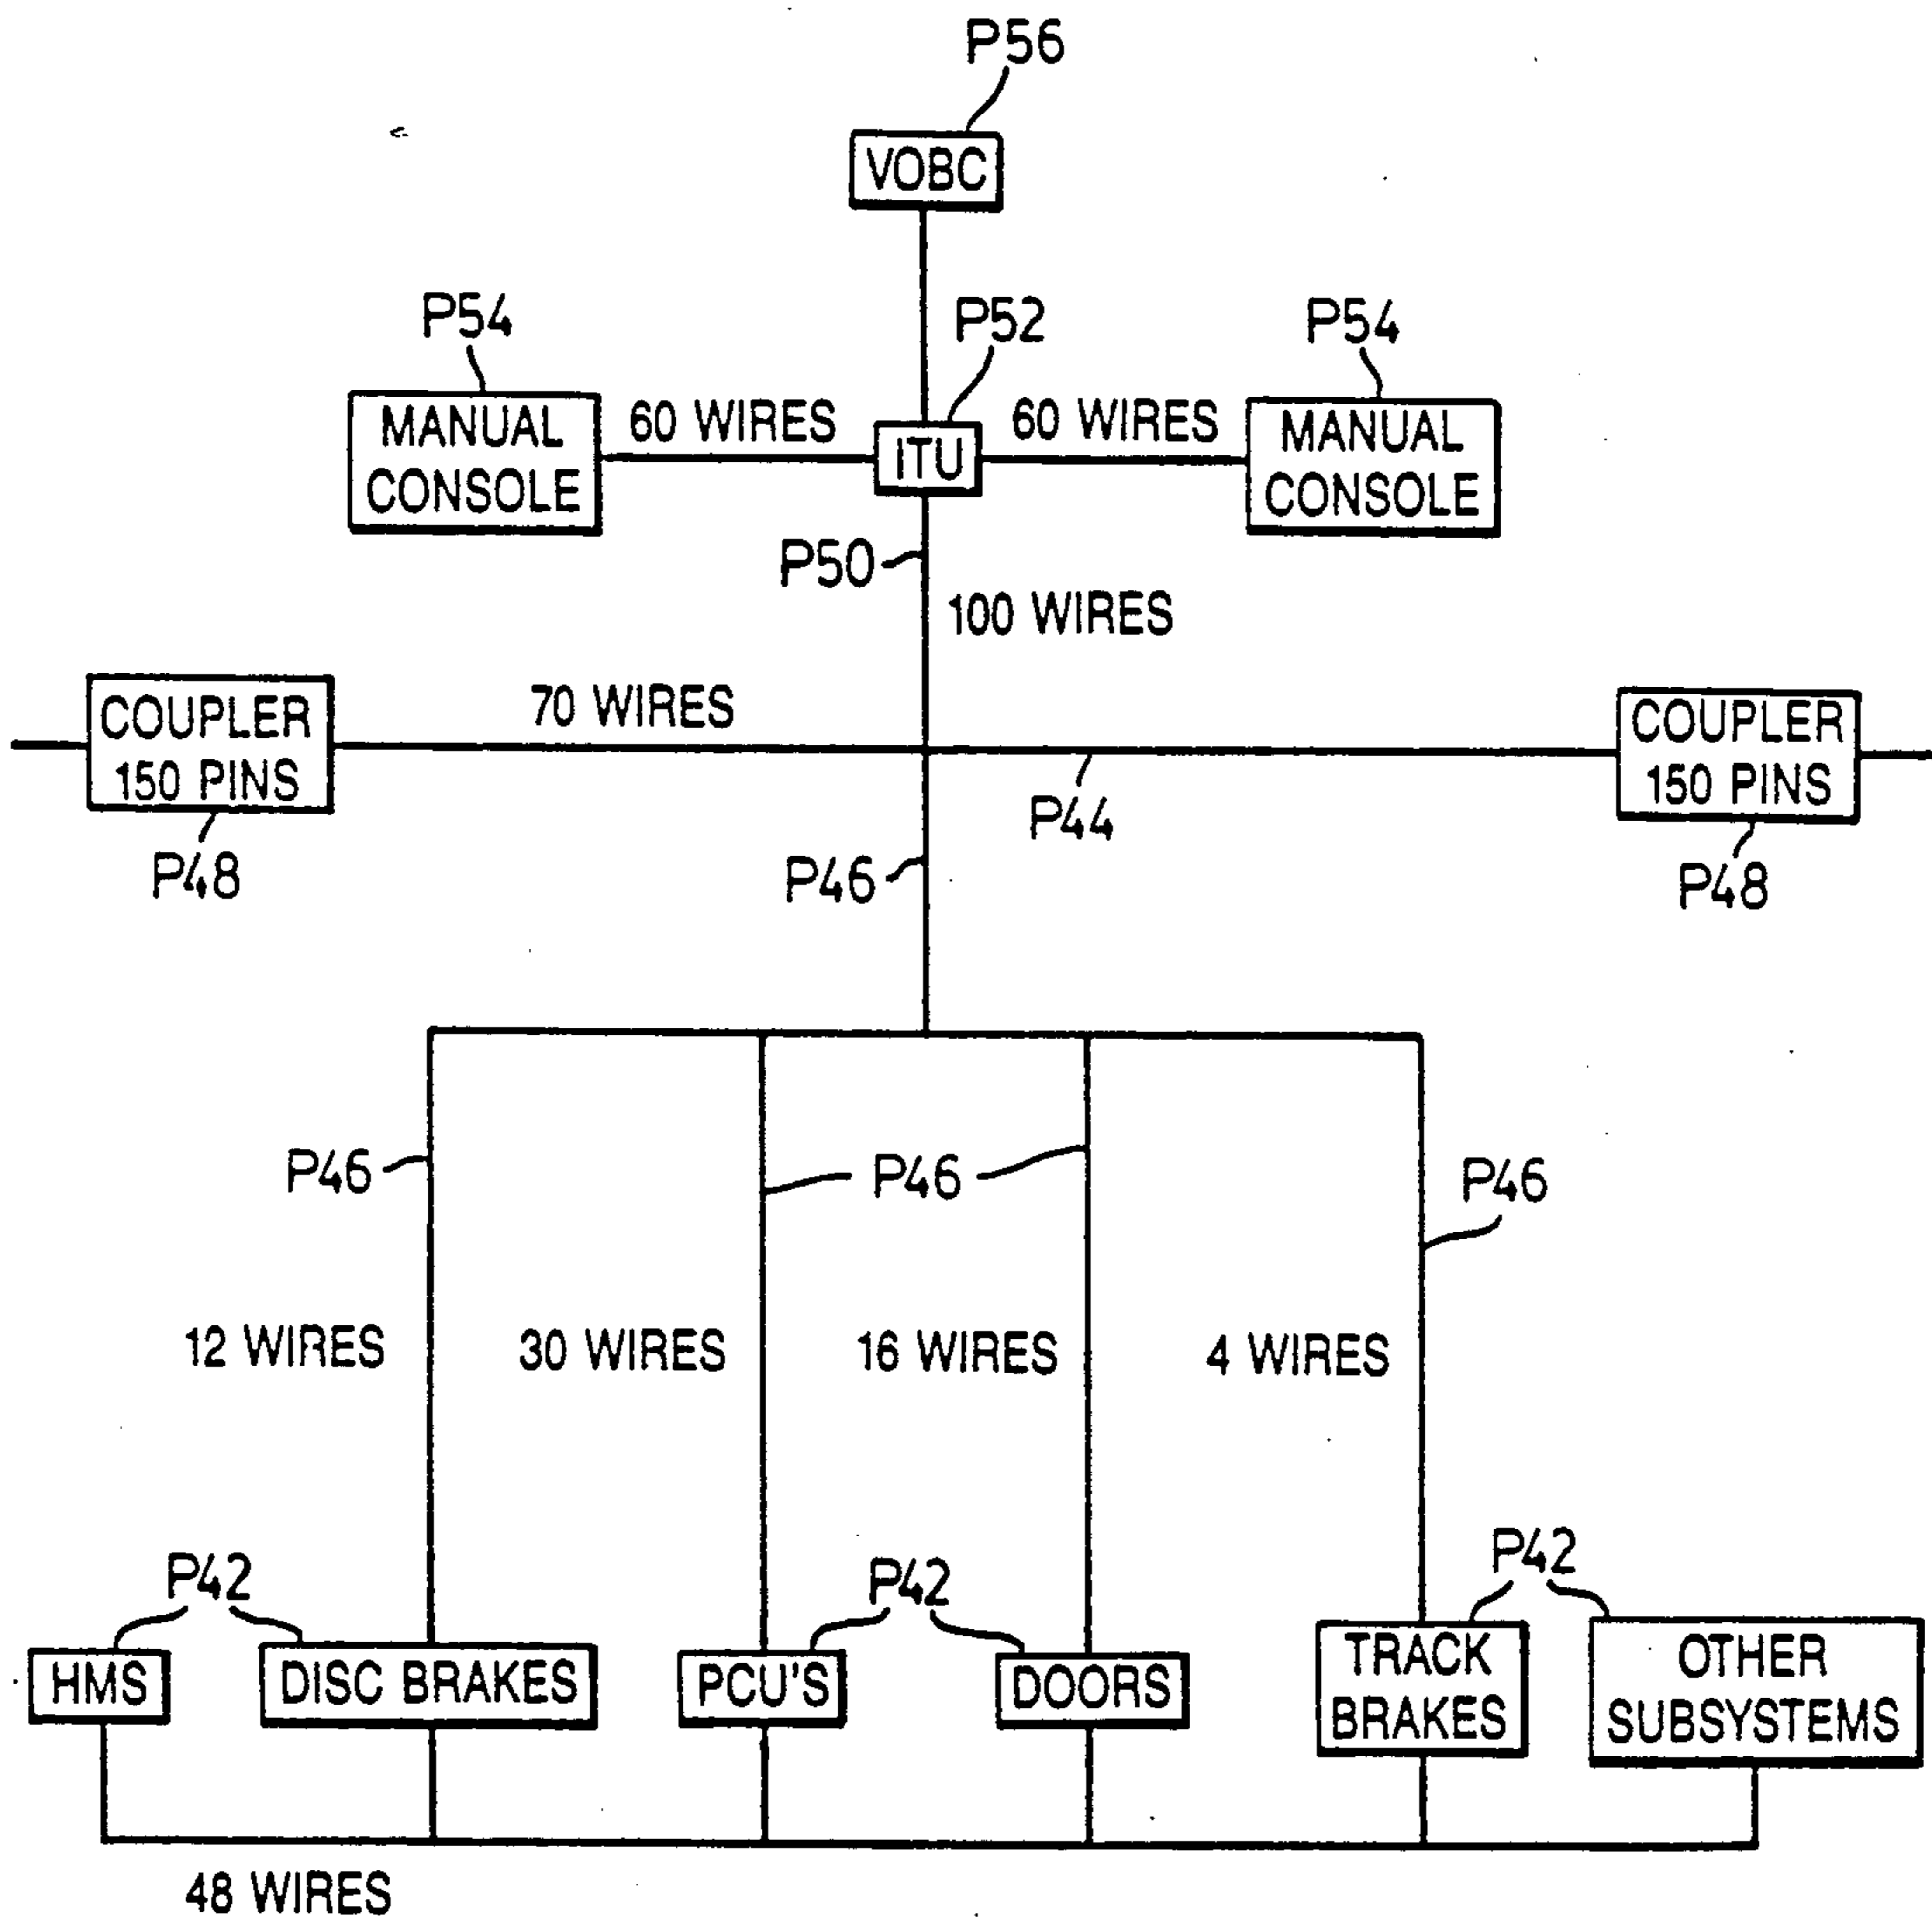 P56
VOBC
P54
P52
P54
MANUAL
CONSOLE
60 WIRES
ITU
60 WIRES
MANUAL
CONSOLE
P50
100 WIRES
COUPLER
150 PINS
70 WIRES
COUPLER
150 PINS
P44
P48
P46
P48
P46
P46
P46
12 WIRES
30 WIRES
16 WIRES
4 WIRES
P42
P42
P42
HMS
DISC BRAKES
PCU'S
DOORS
TRACK
BRAKES
OTHER
SUBSYSTEMS
48 WIRES